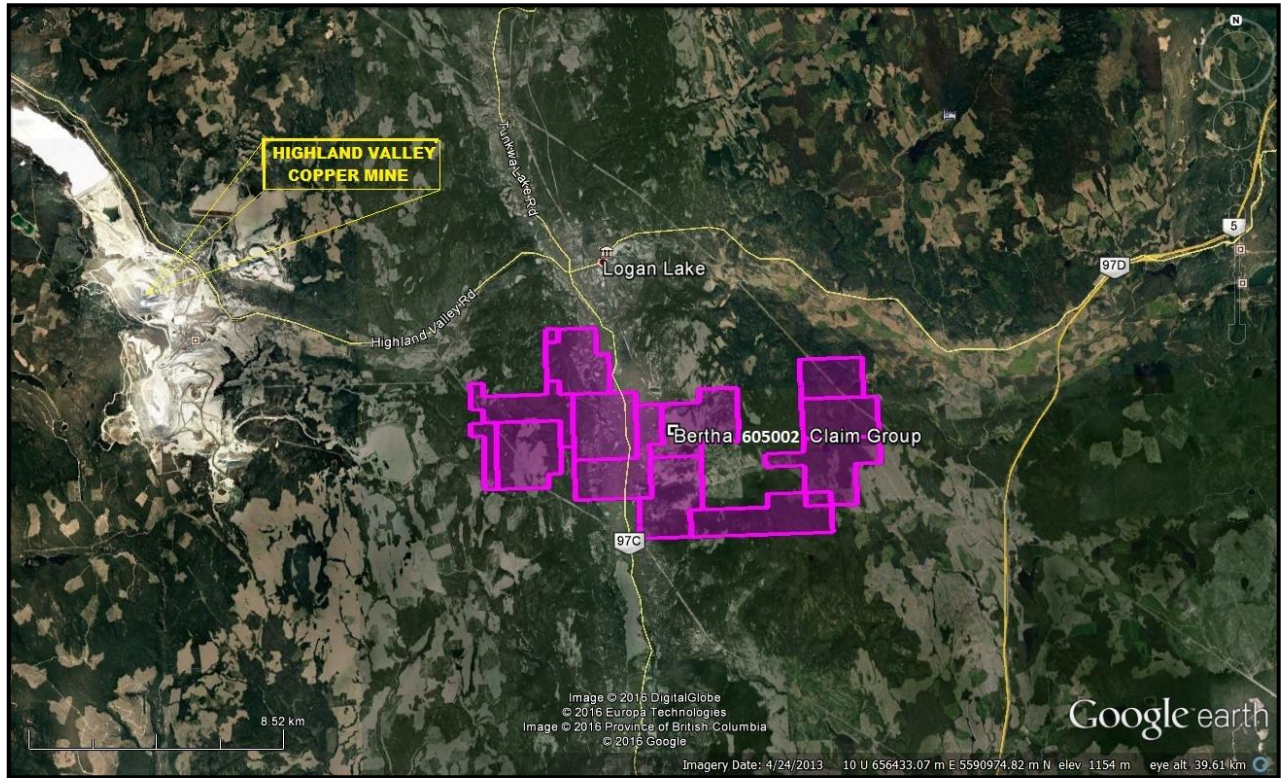 N
HIGHLAND VALLEY
COPPER MINE
Tunkwa Lake Rd
5
Logan Lake
97D
Highland Valley Rd
Bertha 605002 Claim Group
97C
Image © 2016 DigitalGlobe
© 2016 Europa Technologies
Image © 2016 Province of British Columbia
© 2016 Google
8.52 km
Google earth
Imagery Date: 4/24/2013 10 U 656433.07 m E 5590974.82 m N elev 1154 m eye alt 39.61 km